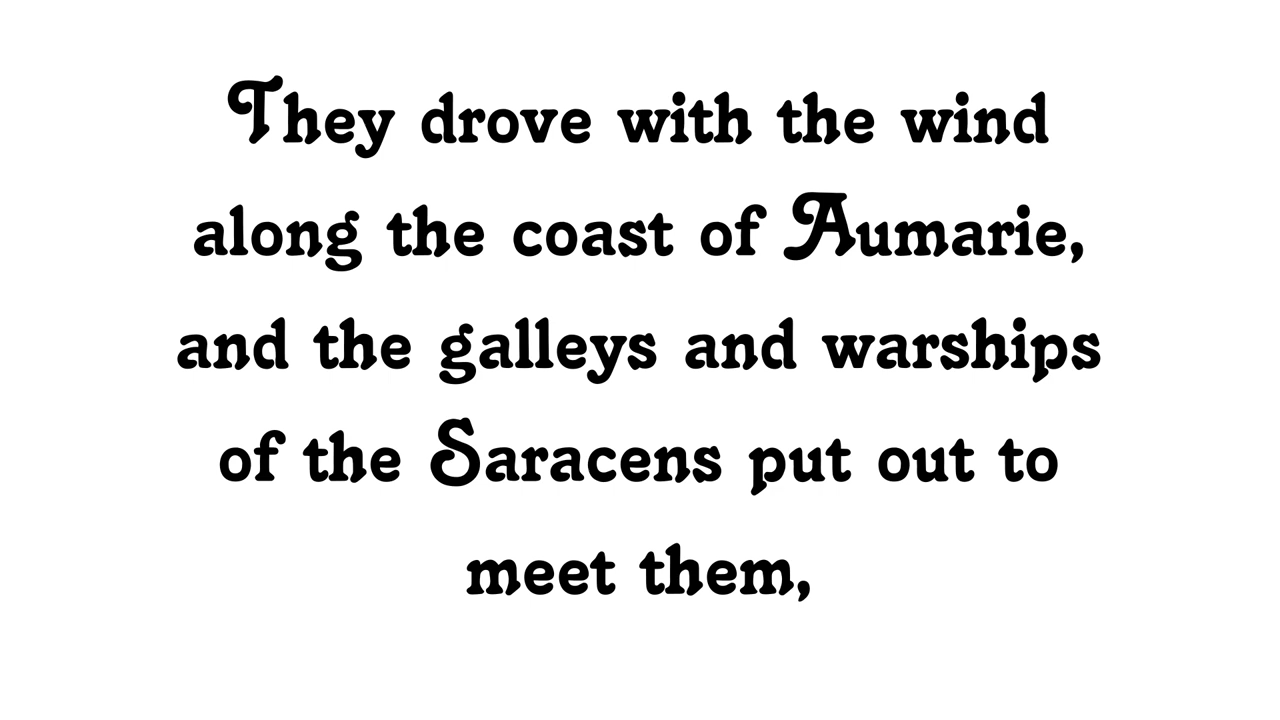 They drove with the wind
along the coast of Aumarie,
and the galleys and warships
of the Saracens put out to
meet them,